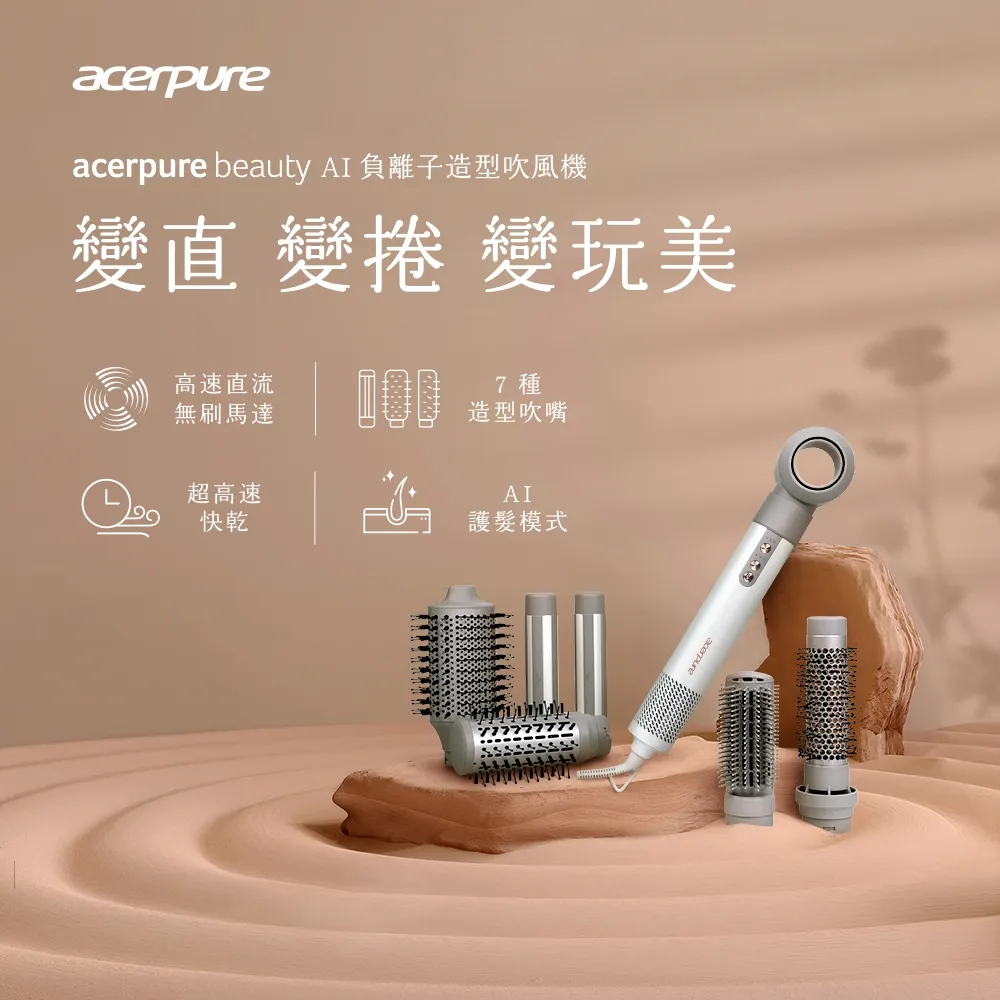 acerpure
acerpure beauty AI 負離子造型吹風機
變直 變捲 變玩美
高速直流
無刷馬達
7 種
造型吹嘴
超高速
快乾
AI
護髮模式
acerpure